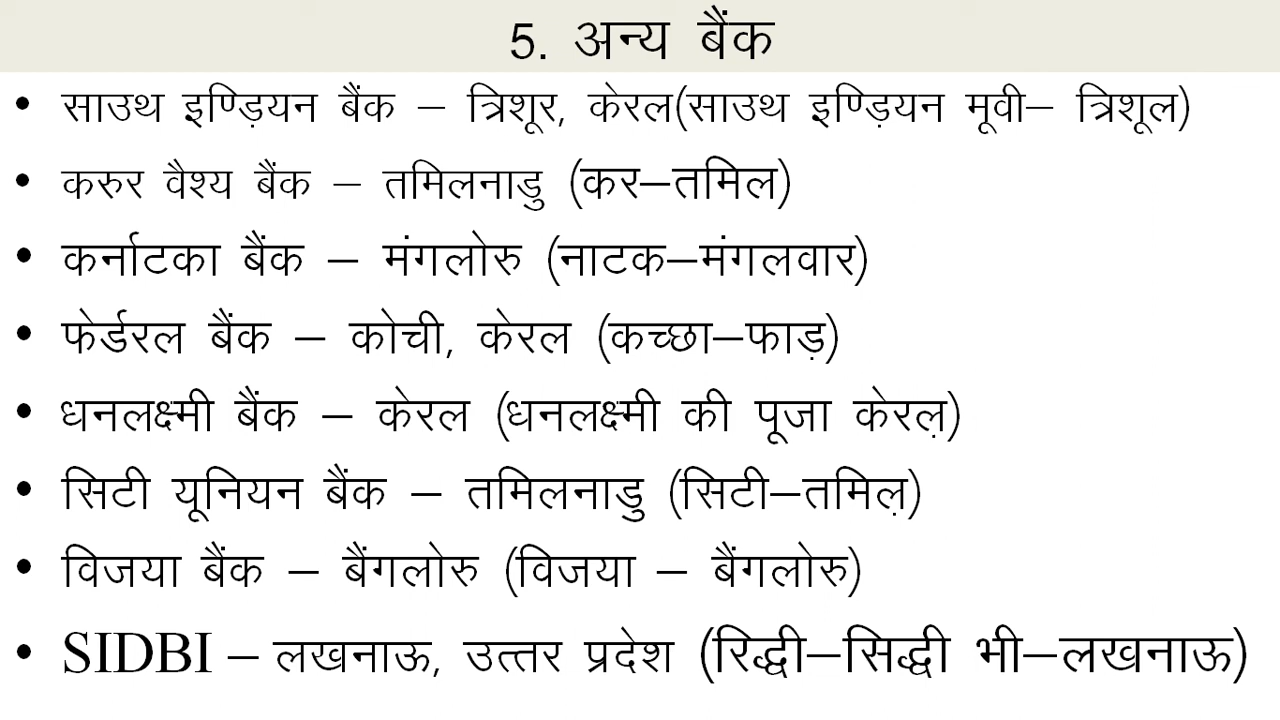 5. अन्य बैंक
• साउथ इण्ड़ियन बैंक – त्रिशूर, केरल(साउथ इण्ड़ियन मूवी– त्रिशूल)
• करुर वैश्य बैंक – तमिलनाडु (कर–तमिल)
• कर्नाटका बैंक – मंगलोरु (नाटक–मंगलवार)
• फेर्डरल बैंक – कोची, केरल (कच्छा–फाड़)
• धनलक्ष्मी बैंक – केरल (धनलक्ष्मी की पूजा केरल़)
• सिटी यूनियन बैंक – तमिलनाडु (सिटी–तमिल़)
• विजया बैंक – बैंगलोरु (विजया – बैंगलोरु)
• SIDBI – लखनाऊ, उत्तर प्रदेश (रिद्धी–सिद्धी भी–लखनाऊ)